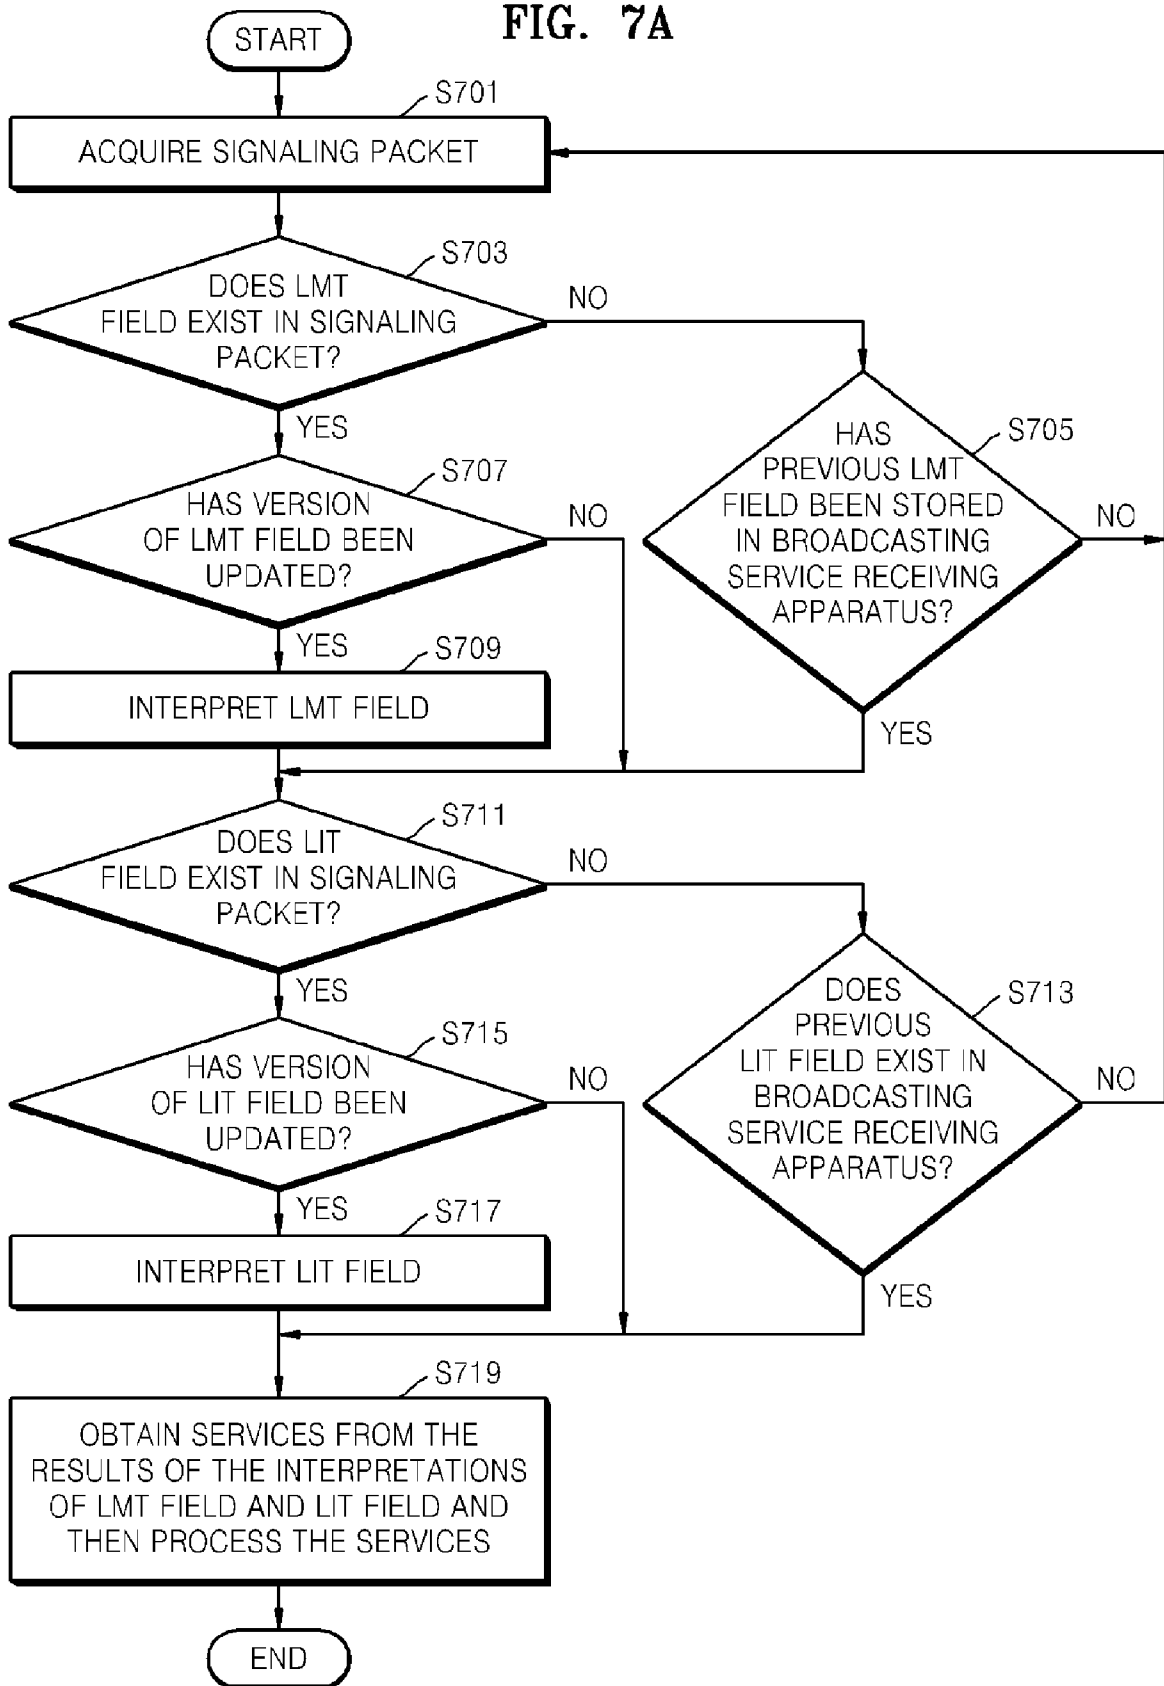 FIG. 7A
START
S701
ACQUIRE SIGNALING PACKET
S703
DOES LMT
FIELD EXIST IN SIGNALING
PACKET?
NO
YES
S705
HAS
PREVIOUS LMT
FIELD BEEN STORED
IN BROADCASTING
SERVICE RECEIVING
APPARATUS?
NO
YES
S707
HAS VERSION
OF LMT FIELD BEEN
UPDATED?
NO
YES
S709
INTERPRET LMT FIELD
S711
DOES LIT
FIELD EXIST IN SIGNALING
PACKET?
NO
YES
S713
DOES
PREVIOUS
LIT FIELD EXIST IN
BROADCASTING
SERVICE RECEIVING
APPARATUS?
NO
YES
S715
HAS VERSION
OF LIT FIELD BEEN
UPDATED?
NO
YES
S717
INTERPRET LIT FIELD
S719
OBTAIN SERVICES FROM THE
RESULTS OF THE INTERPRETATIONS
OF LMT FIELD AND LIT FIELD AND
THEN PROCESS THE SERVICES
END